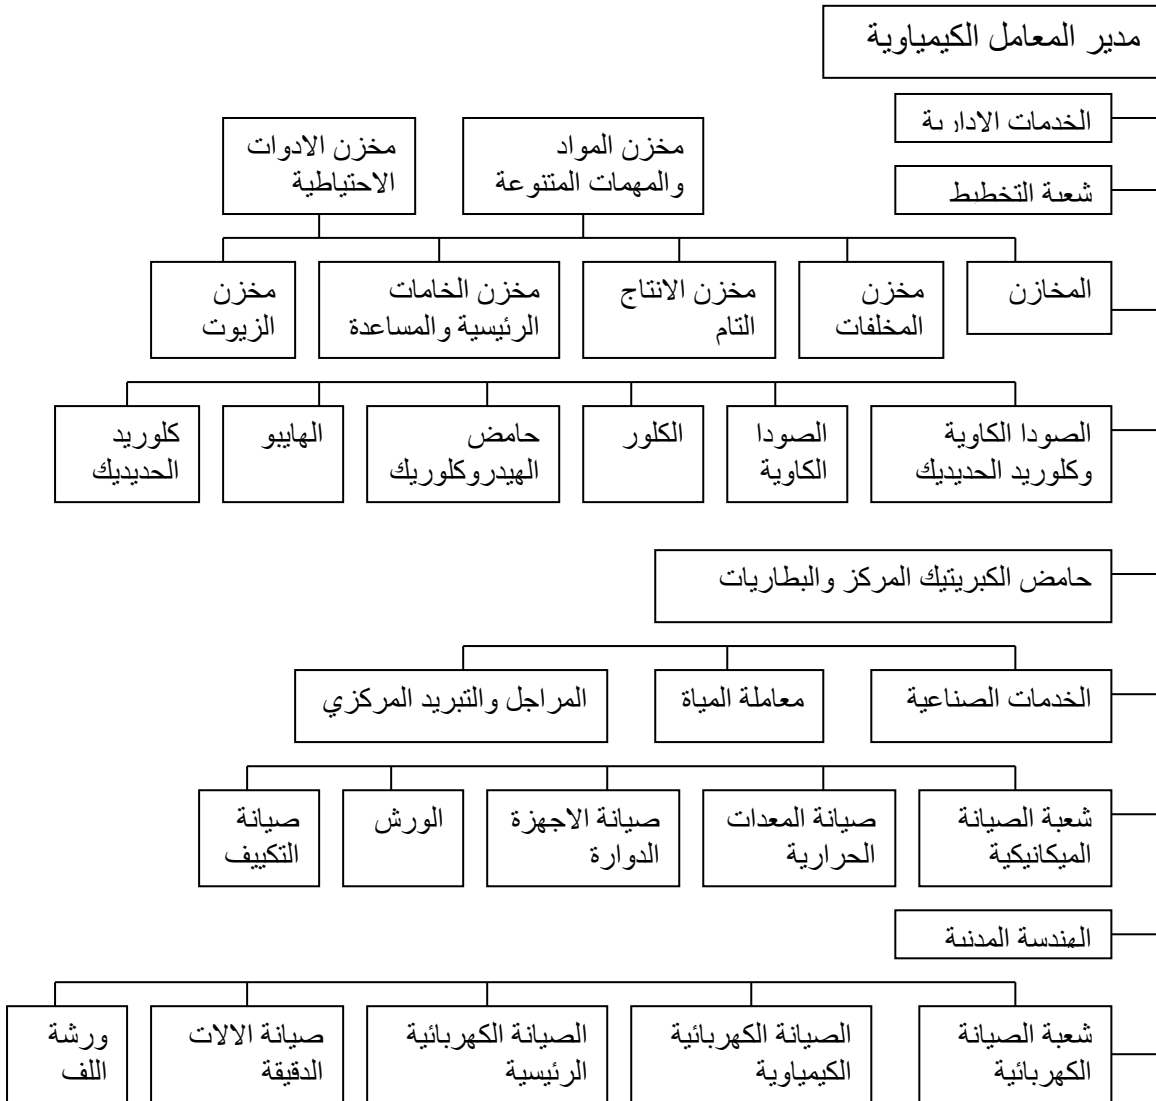 مدير المعامل الكيمياوية
الخدمات الادارية
مخزن المواد
والمهمات المتنوعة
مخزن الادوات
الاحتياطية
شعبة التخطيط
المخازن
مخزن
المخلفات
مخزن الانتاج
التام
مخزن الخامات
الرئيسية والمساعدة
مخزن
الزيوت
الصودا الكاوية
وكلوريد الحديديك
الصودا
الكاوية
الكلور
حامض
الهيدروكلوريك
الهايبو
كلوريد
الحديديك
حامض الكبريتيك المركز والبطاريات
الخدمات الصناعية
معاملة المياة
المراجل والتبريد المركزي
شعبة الصيانة
الميكانيكية
صيانة المعدات
الحرارية
صيانة الاجهزة
الدوارة
الورش
صيانة
التكييف
الهندسة المدنية
شعبة الصيانة
الكهربائية
الصيانة الكهربائية
الكيمياوية
الصيانة الكهربائية
الرئيسية
صيانة الالات
الدقيقة
ورشة
اللف